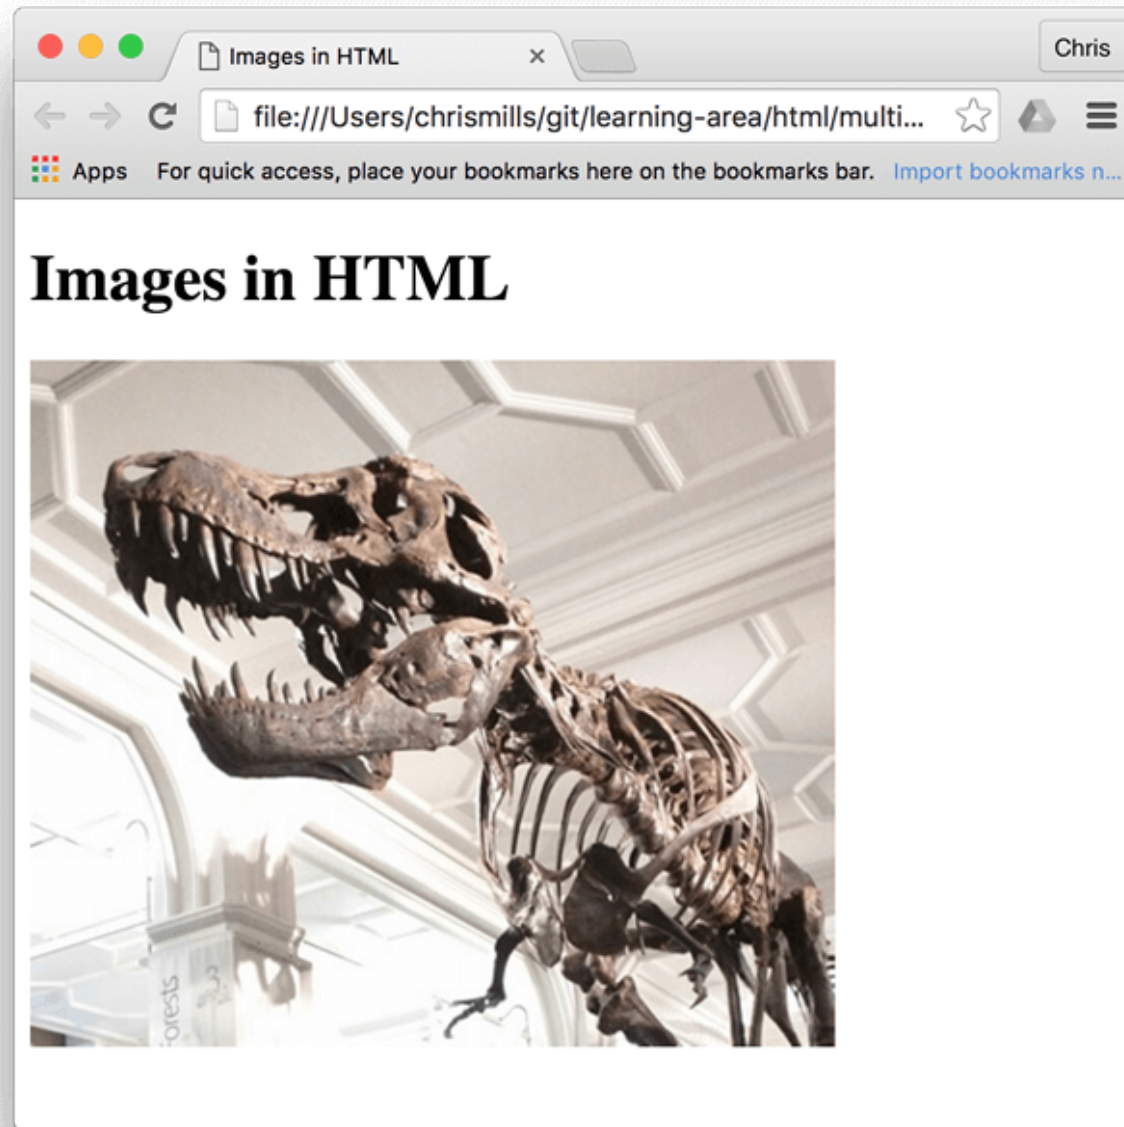 Images in HTML
Chris
file:///Users/chrismills/git/learning-area/html/multi...
Apps For quick access, place your bookmarks here on the bookmarks bar. Import bookmarks n...
Images in HTML
orests